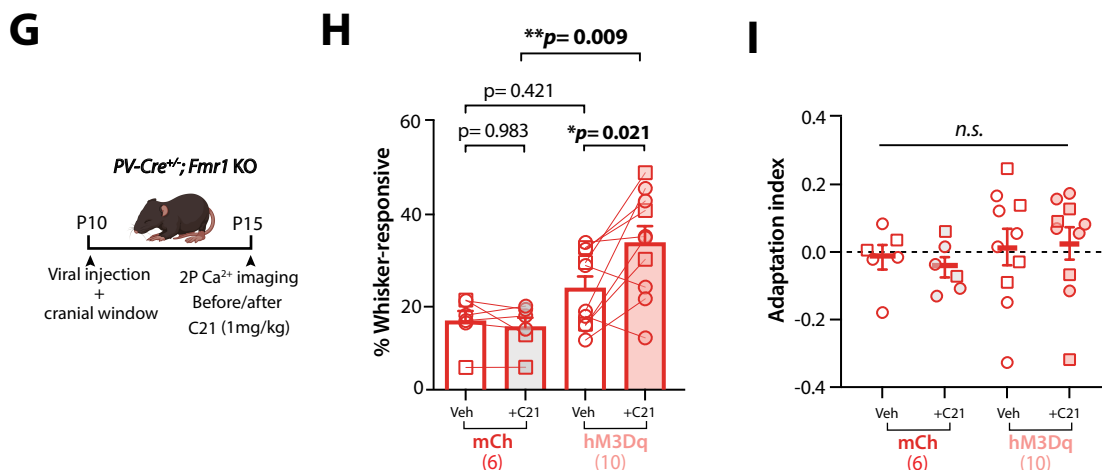 G
PV-Cre+/-; Fmr1 KO
P10
P15
Viral injection
+
cranial window
2P Ca²⁺ imaging
Before/after
C21 (1mg/kg)
H
**p= 0.009
p= 0.421
p= 0.983
*p= 0.021
% Whisker-responsive
60
40
20
0
Veh
+C21
Veh
+C21
mCh
(6)
hM3Dq
(10)
I
n.s.
Adaptation index
0.4
0.2
0.0
-0.2
-0.4
Veh
+C21
Veh
+C21
mCh
(6)
hM3Dq
(10)